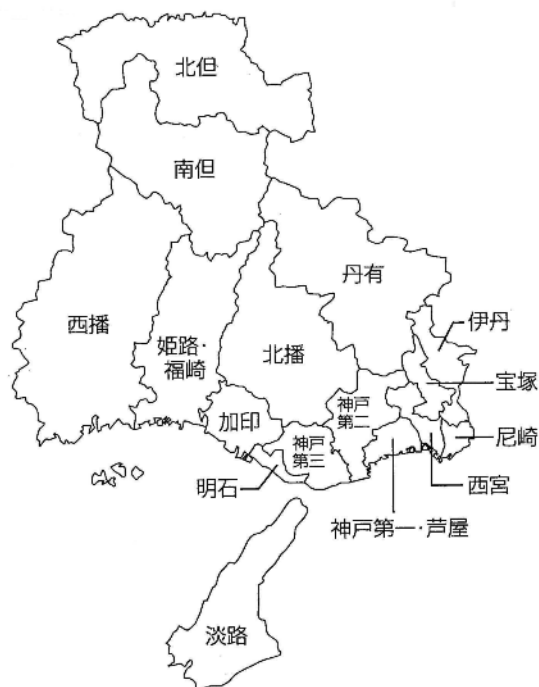 北但
南但
丹有
西播
姫路・
福崎
北播
伊丹
宝塚
加印
神戸
第二
神戸
第三
尼崎
明石
西宮
神戸第一・芦屋
淡路